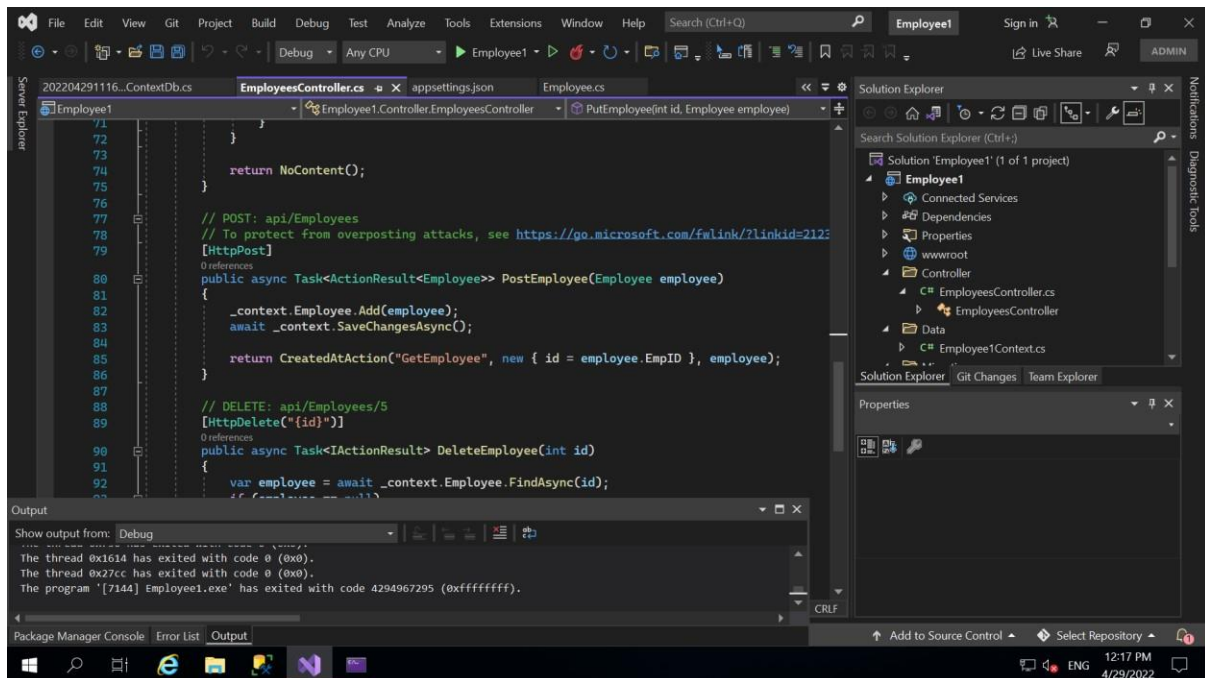 File Edit View Git Project Build Debug Test Analyze Tools Extensions Window Help Search (Ctrl+Q) Employee1 Sign in
Debug Any CPU Employee1 Live Share ADMIN
Server Explorer
202204291116...ContextDb.cs EmployeesController.cs appsettings.json Employee.cs
Employee1 Employee1.Controller.EmployeesController PutEmployee(int id, Employee employee)
71 }
72 }
73
74 return NoContent();
75 }
76
77 // POST: api/Employees
78 // To protect from overposting attacks, see https://go.microsoft.com/fwlink/?linkid=2123
79 [HttpPost]
0 references
80 public async Task<ActionResult<Employee>> PostEmployee(Employee employee)
81 {
82 _context.Employee.Add(employee);
83 await _context.SaveChangesAsync();
84
85 return CreatedAtAction("GetEmployee", new { id = employee.EmpID }, employee);
86 }
87
88 // DELETE: api/Employees/5
89 [HttpDelete("{id}")]
0 references
90 public async Task<IActionResult> DeleteEmployee(int id)
91 {
92 var employee = await _context.Employee.FindAsync(id);
Output
Show output from: Debug
The thread 0x1614 has exited with code 0 (0x0).
The thread 0x27cc has exited with code 0 (0x0).
The program '[7144] Employee1.exe' has exited with code 4294967295 (0xffffffff).
CRLF
Package Manager Console Error List Output
Solution Explorer
Search Solution Explorer (Ctrl+;)
Solution 'Employee1' (1 of 1 project)
Employee1
Connected Services
Dependencies
Properties
wwwroot
Controller
C# EmployeesController.cs
EmployeesController
Data
C# Employee1Context.cs
Solution Explorer Git Changes Team Explorer
Properties
Notifications
Diagnostic Tools
Add to Source Control Select Repository
ENG 12:17 PM
4/29/2022